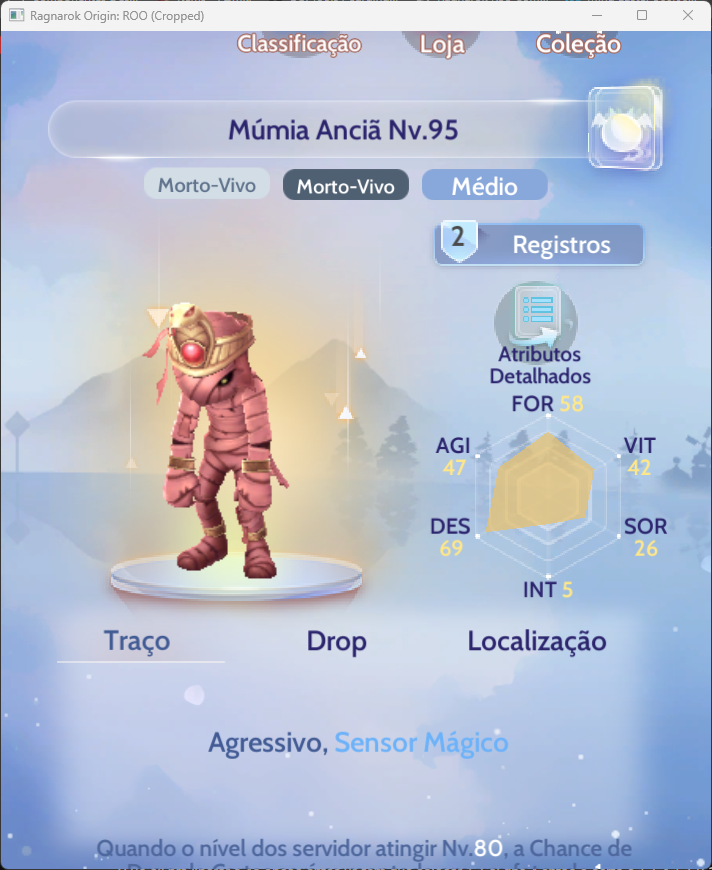 Ragnarok Origin: ROO (Cropped)
Classificação
Loja
Coleção
Múmia Anciã Nv.95
Morto-Vivo
Morto-Vivo
Médio
2
Registros
Atributos
Detalhados
FOR 58
AGI
47
VIT
42
DES
69
SOR
26
INT 5
Traço
Drop
Localização
Agressivo, Sensor Mágico
Quando o nível dos servidor atingir Nv.80, a Chance de